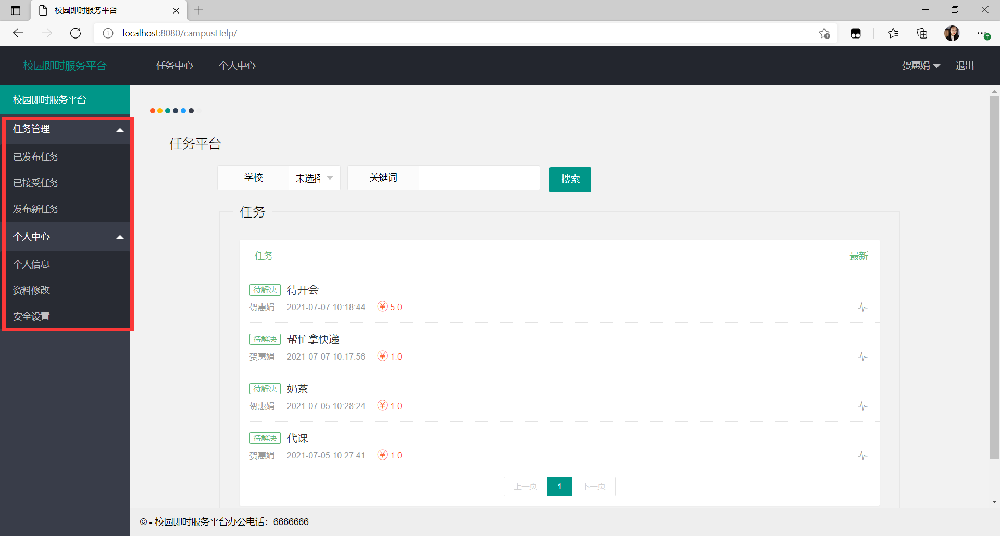 校园即时服务平台
localhost:8080/campusHelp/
校园即时服务平台 任务中心 个人中心 贺惠娟 退出
校园即时服务平台
任务管理
已发布任务
已接受任务
发布新任务
个人中心
个人信息
资料修改
安全设置
任务平台
学校 未选择 关键词 搜索
任务
任务 最新
待解决 待开会
贺惠娟 2021-07-07 10:18:44 ¥ 5.0
待解决 帮忙拿快递
贺惠娟 2021-07-07 10:17:56 ¥ 1.0
待解决 奶茶
贺惠娟 2021-07-05 10:28:24 ¥ 1.0
待解决 代课
贺惠娟 2021-07-05 10:27:41 ¥ 1.0
上一页 1 下一页
© - 校园即时服务平台办公电话：6666666